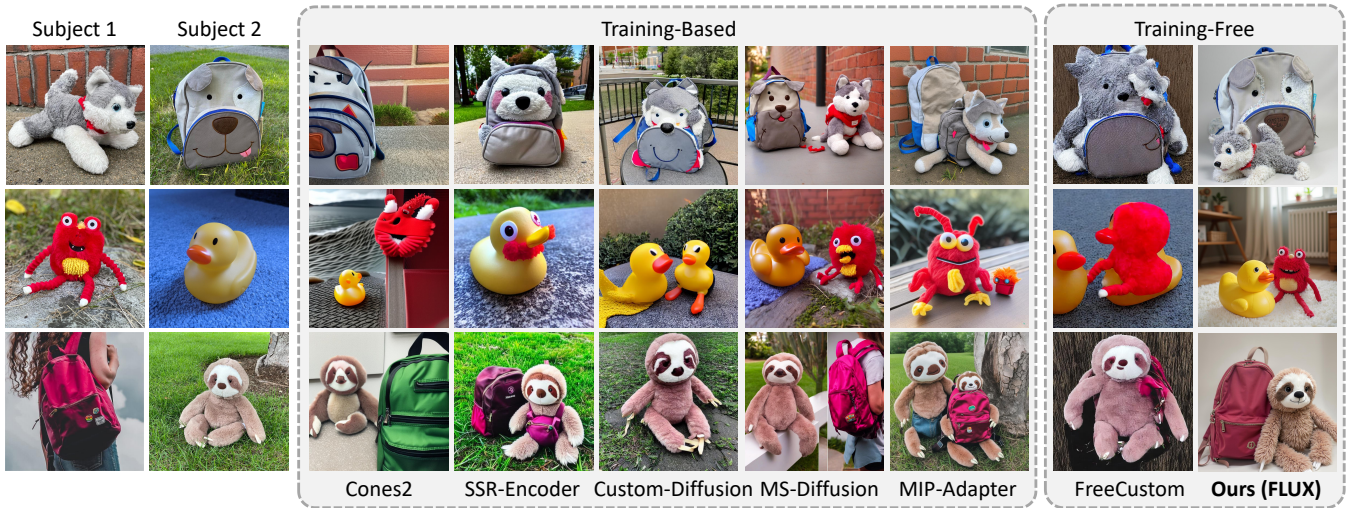 Subject 1
Subject 2
Training-Based
Training-Free
Cones2
SSR-Encoder
Custom-Diffusion
MS-Diffusion
MIP-Adapter
FreeCustom
Ours (FLUX)